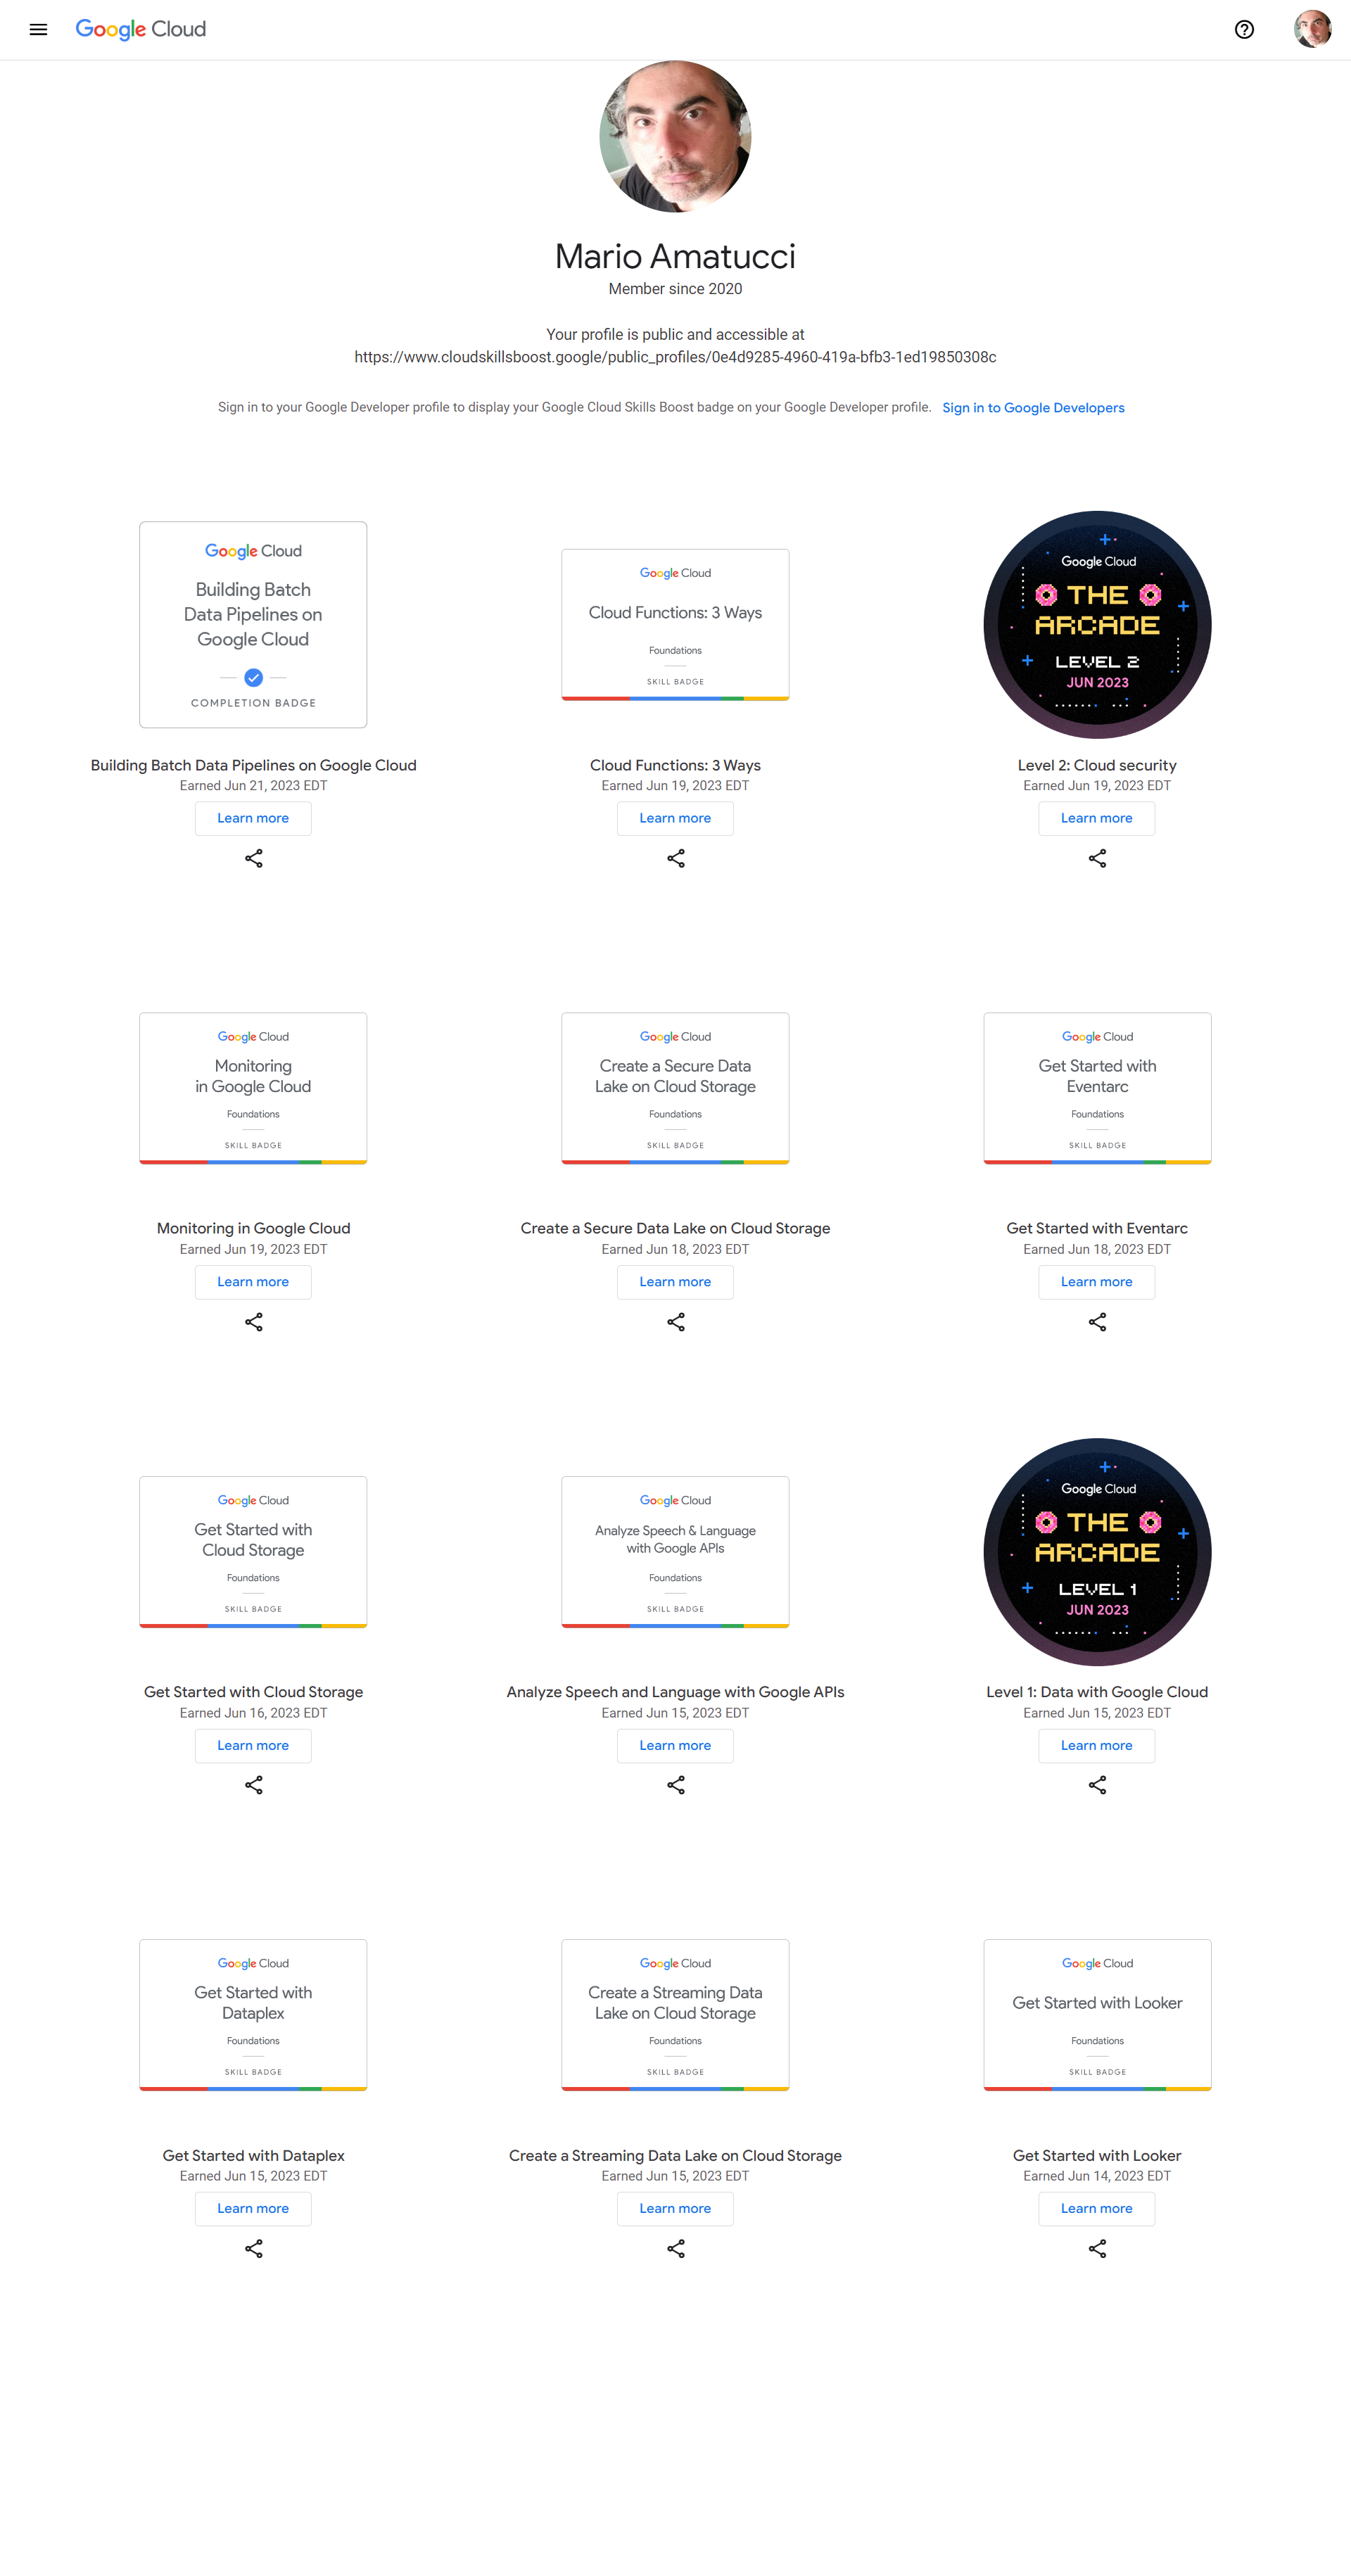 Google Cloud
Mario Amatucci
Member since 2020
Your profile is public and accessible at
https://www.cloudskillsboost.google/public_profiles/0e4d9285-4960-419a-bfb3-1ed19850308c
Sign in to your Google Developer profile to display your Google Cloud Skills Boost badge on your Google Developer profile. Sign in to Google Developers
Google Cloud
Building Batch
Data Pipelines on
Google Cloud
COMPLETION BADGE
Building Batch Data Pipelines on Google Cloud
Earned Jun 21, 2023 EDT
Learn more
Google Cloud
Cloud Functions: 3 Ways
Foundations
SKILL BADGE
Cloud Functions: 3 Ways
Earned Jun 19, 2023 EDT
Learn more
Google Cloud
THE
ARCADE
LEVEL 2
JUN 2023
Level 2: Cloud security
Earned Jun 19, 2023 EDT
Learn more
Google Cloud
Monitoring
in Google Cloud
Foundations
SKILL BADGE
Monitoring in Google Cloud
Earned Jun 19, 2023 EDT
Learn more
Google Cloud
Create a Secure Data
Lake on Cloud Storage
Foundations
SKILL BADGE
Create a Secure Data Lake on Cloud Storage
Earned Jun 18, 2023 EDT
Learn more
Google Cloud
Get Started with
Eventarc
Foundations
SKILL BADGE
Get Started with Eventarc
Earned Jun 18, 2023 EDT
Learn more
Google Cloud
Get Started with
Cloud Storage
Foundations
SKILL BADGE
Get Started with Cloud Storage
Earned Jun 16, 2023 EDT
Learn more
Google Cloud
Analyze Speech & Language
with Google APIs
Foundations
SKILL BADGE
Analyze Speech and Language with Google APIs
Earned Jun 15, 2023 EDT
Learn more
Google Cloud
THE
ARCADE
LEVEL 1
JUN 2023
Level 1: Data with Google Cloud
Earned Jun 15, 2023 EDT
Learn more
Google Cloud
Get Started with
Dataplex
Foundations
SKILL BADGE
Get Started with Dataplex
Earned Jun 15, 2023 EDT
Learn more
Google Cloud
Create a Streaming Data
Lake on Cloud Storage
Foundations
SKILL BADGE
Create a Streaming Data Lake on Cloud Storage
Earned Jun 15, 2023 EDT
Learn more
Google Cloud
Get Started with Looker
Foundations
SKILL BADGE
Get Started with Looker
Earned Jun 14, 2023 EDT
Learn more